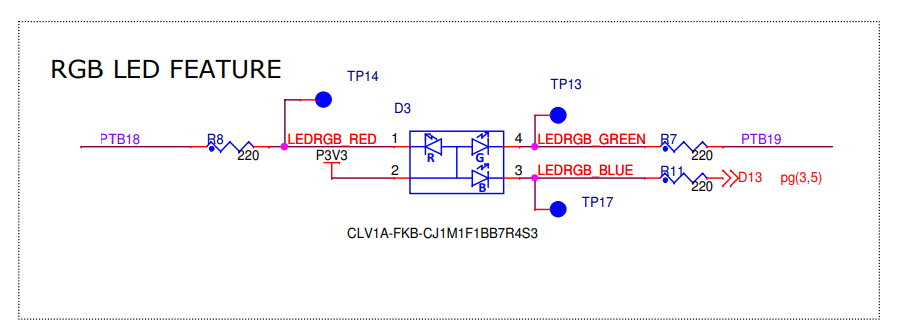 RGB LED FEATURE
TP14
TP13
D3
PTB18
R8
220
LEDRGB_RED
1
4
LEDRGB_GREEN
R7
220
PTB19
P3V3
R
G
2
3
LEDRGB_BLUE
R11
220
D13
pg(3,5)
B
TP17
CLV1A-FKB-CJ1M1F1BB7R4S3